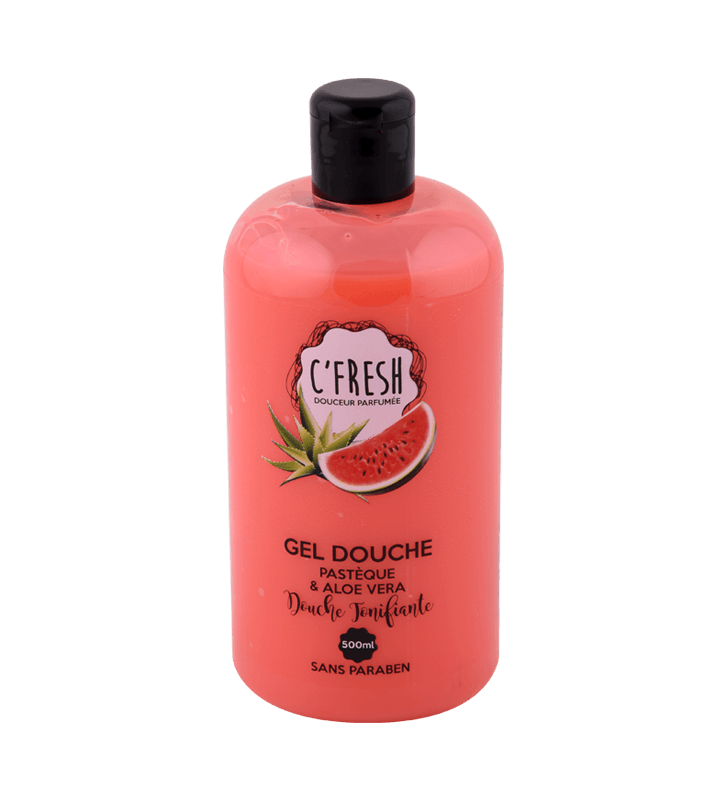 C'FRESH
DOUCEUR PARFUMÉE
GEL DOUCHE
PASTÈQUE
& ALOE VERA
Douche Tonifiante
500ml
SANS PARABEN